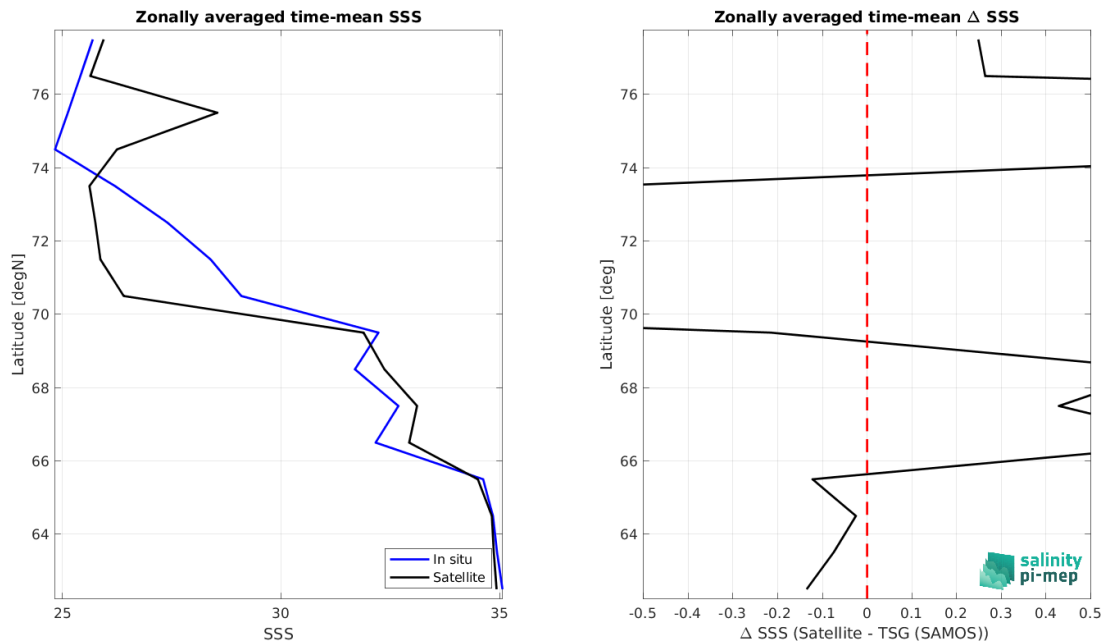 Zonally averaged time-mean SSS
Latitude [degN]
76
74
72
70
68
66
64
25
30
35
SSS
In situ
Satellite
Zonally averaged time-mean Δ SSS
Latitude [deg]
76
74
72
70
68
66
64
-0.5
-0.4
-0.3
-0.2
-0.1
0
0.1
0.2
0.3
0.4
0.5
Δ SSS (Satellite - TSG (SAMOS))
salinity
pi-mep